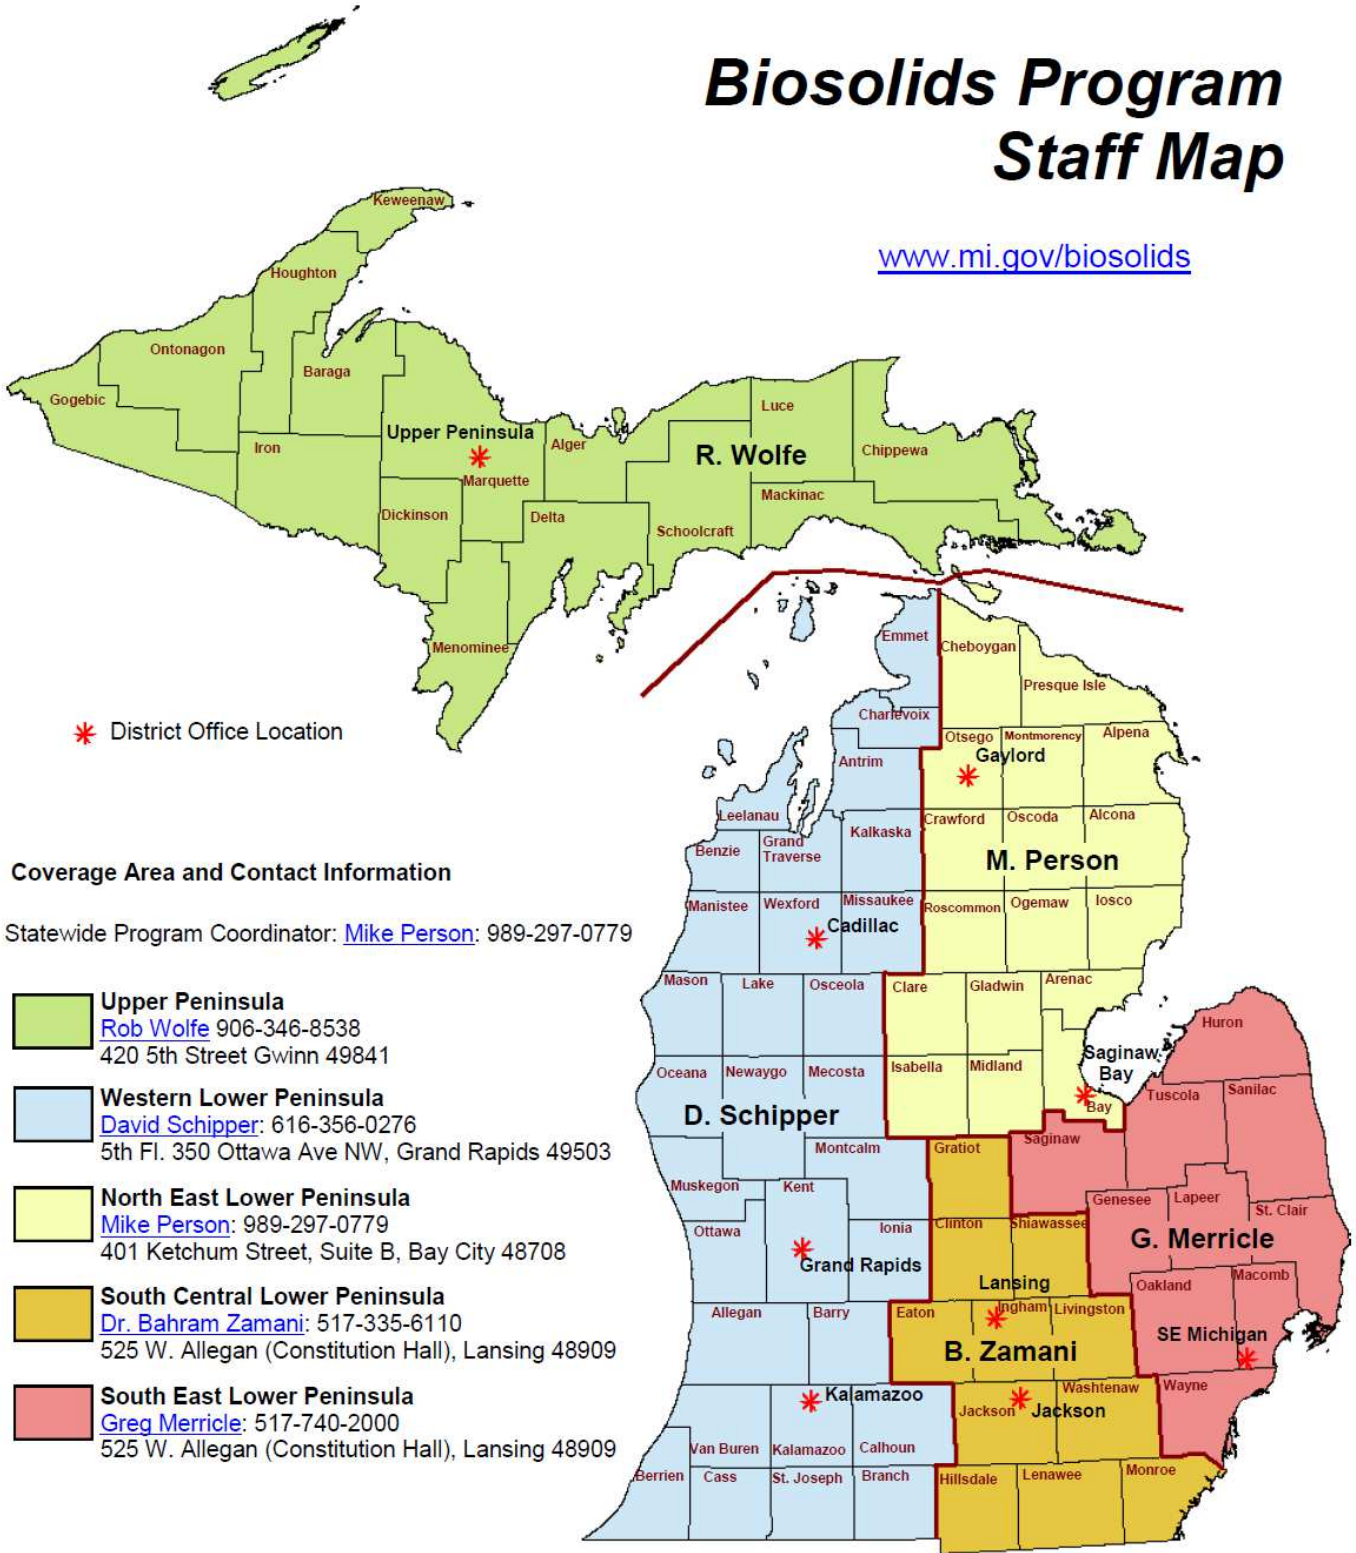 Biosolids Program
Staff Map
www.mi.gov/biosolids
Keweenaw
Houghton
Ontonagon
Baraga
Gogebic
Iron
Upper Peninsula
Marquette
Alger
Luce
R. Wolfe
Chippewa
Dickinson
Delta
Mackinac
Schoolcraft
Menominee
District Office Location
Emmet
Cheboygan
Presque Isle
Charlevoix
Otsego
Montmorency
Alpena
Gaylord
Antrim
Leelanau
Kalkaska
Crawford
Oscoda
Alcona
Benzie
Grand
Traverse
M. Person
Manistee
Wexford
Missaukee
Roscommon
Ogemaw
Iosco
Cadillac
Mason
Lake
Osceola
Clare
Gladwin
Arenac
Huron
Saginaw
Bay
Oceana
Newaygo
Mecosta
Isabella
Midland
Bay
Tuscola
Sanilac
D. Schipper
Montcalm
Gratiot
Saginaw
Muskegon
Kent
Genesee
Lapeer
St. Clair
Ottawa
Ionia
Clinton
Shiawassee
G. Merricle
Grand Rapids
Lansing
Oakland
Macomb
Allegan
Barry
Eaton
Ingham
Livingston
SE Michigan
B. Zamani
Kalamazoo
Jackson
Jackson
Washtenaw
Wayne
Van Buren
Kalamazoo
Calhoun
Berrien
Cass
St. Joseph
Branch
Hillsdale
Lenawee
Monroe
Coverage Area and Contact Information
Statewide Program Coordinator: Mike Person: 989-297-0779
Upper Peninsula
Rob Wolfe 906-346-8538
420 5th Street Gwinn 49841
Western Lower Peninsula
David Schipper: 616-356-0276
5th Fl. 350 Ottawa Ave NW, Grand Rapids 49503
North East Lower Peninsula
Mike Person: 989-297-0779
401 Ketchum Street, Suite B, Bay City 48708
South Central Lower Peninsula
Dr. Bahram Zamani: 517-335-6110
525 W. Allegan (Constitution Hall), Lansing 48909
South East Lower Peninsula
Greg Merricle: 517-740-2000
525 W. Allegan (Constitution Hall), Lansing 48909